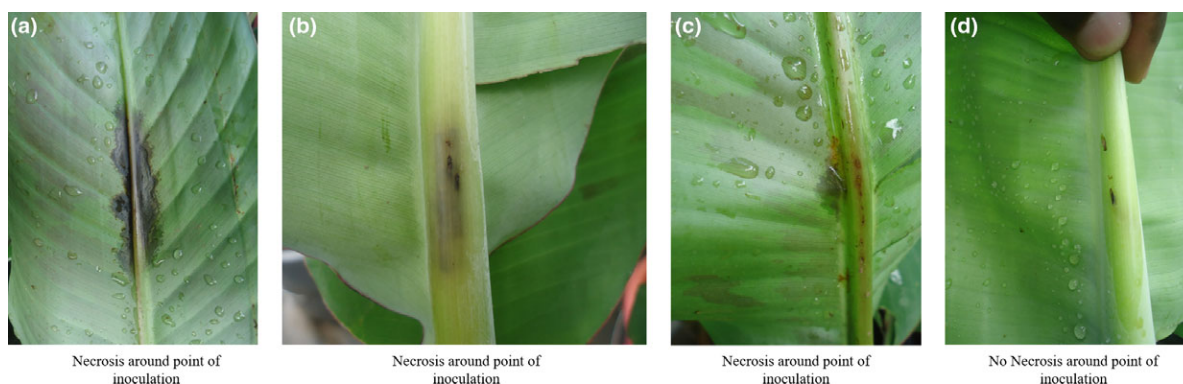 (a)
(b)
(c)
(d)
Necrosis around point of
inoculation
Necrosis around point of
inoculation
Necrosis around point of
inoculation
No Necrosis around point of
inoculation